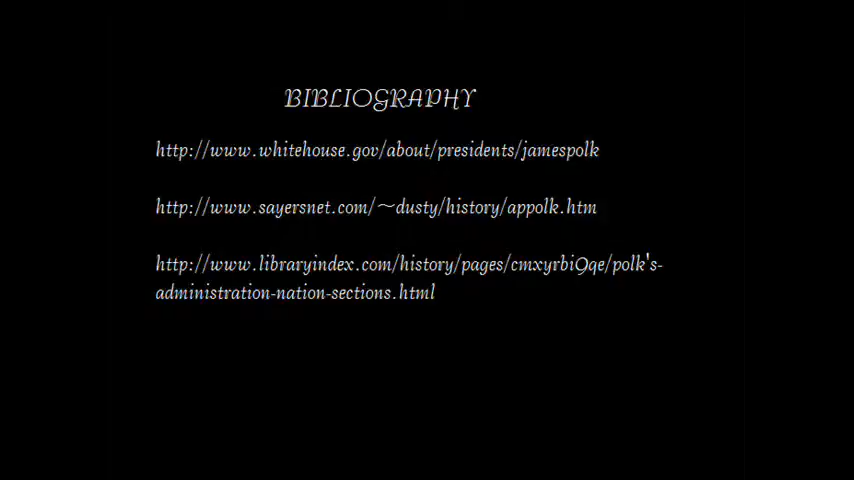 BIBLIOGRAPHY
http://www.whitehouse.gov/about/presidents/jamespolk
http://www.sayersnet.com/~dusty/history/appolk.htm
http://www.libraryindex.com/history/pages/cmxyrbi9qe/polk's-
administration-nation-sections.html